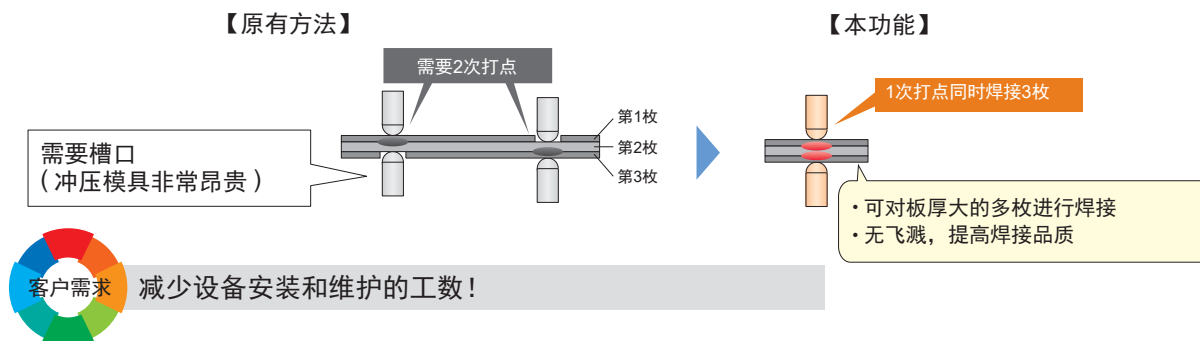 【原有方法】
【本功能】
需要2次打点
1次打点同时焊接3枚
第1枚
第2枚
第3枚
需要槽口
（冲压模具非常昂贵）
・可对板厚大的多枚进行焊接
・无飞溅，提高焊接品质
客户需求
减少设备安装和维护的工数！